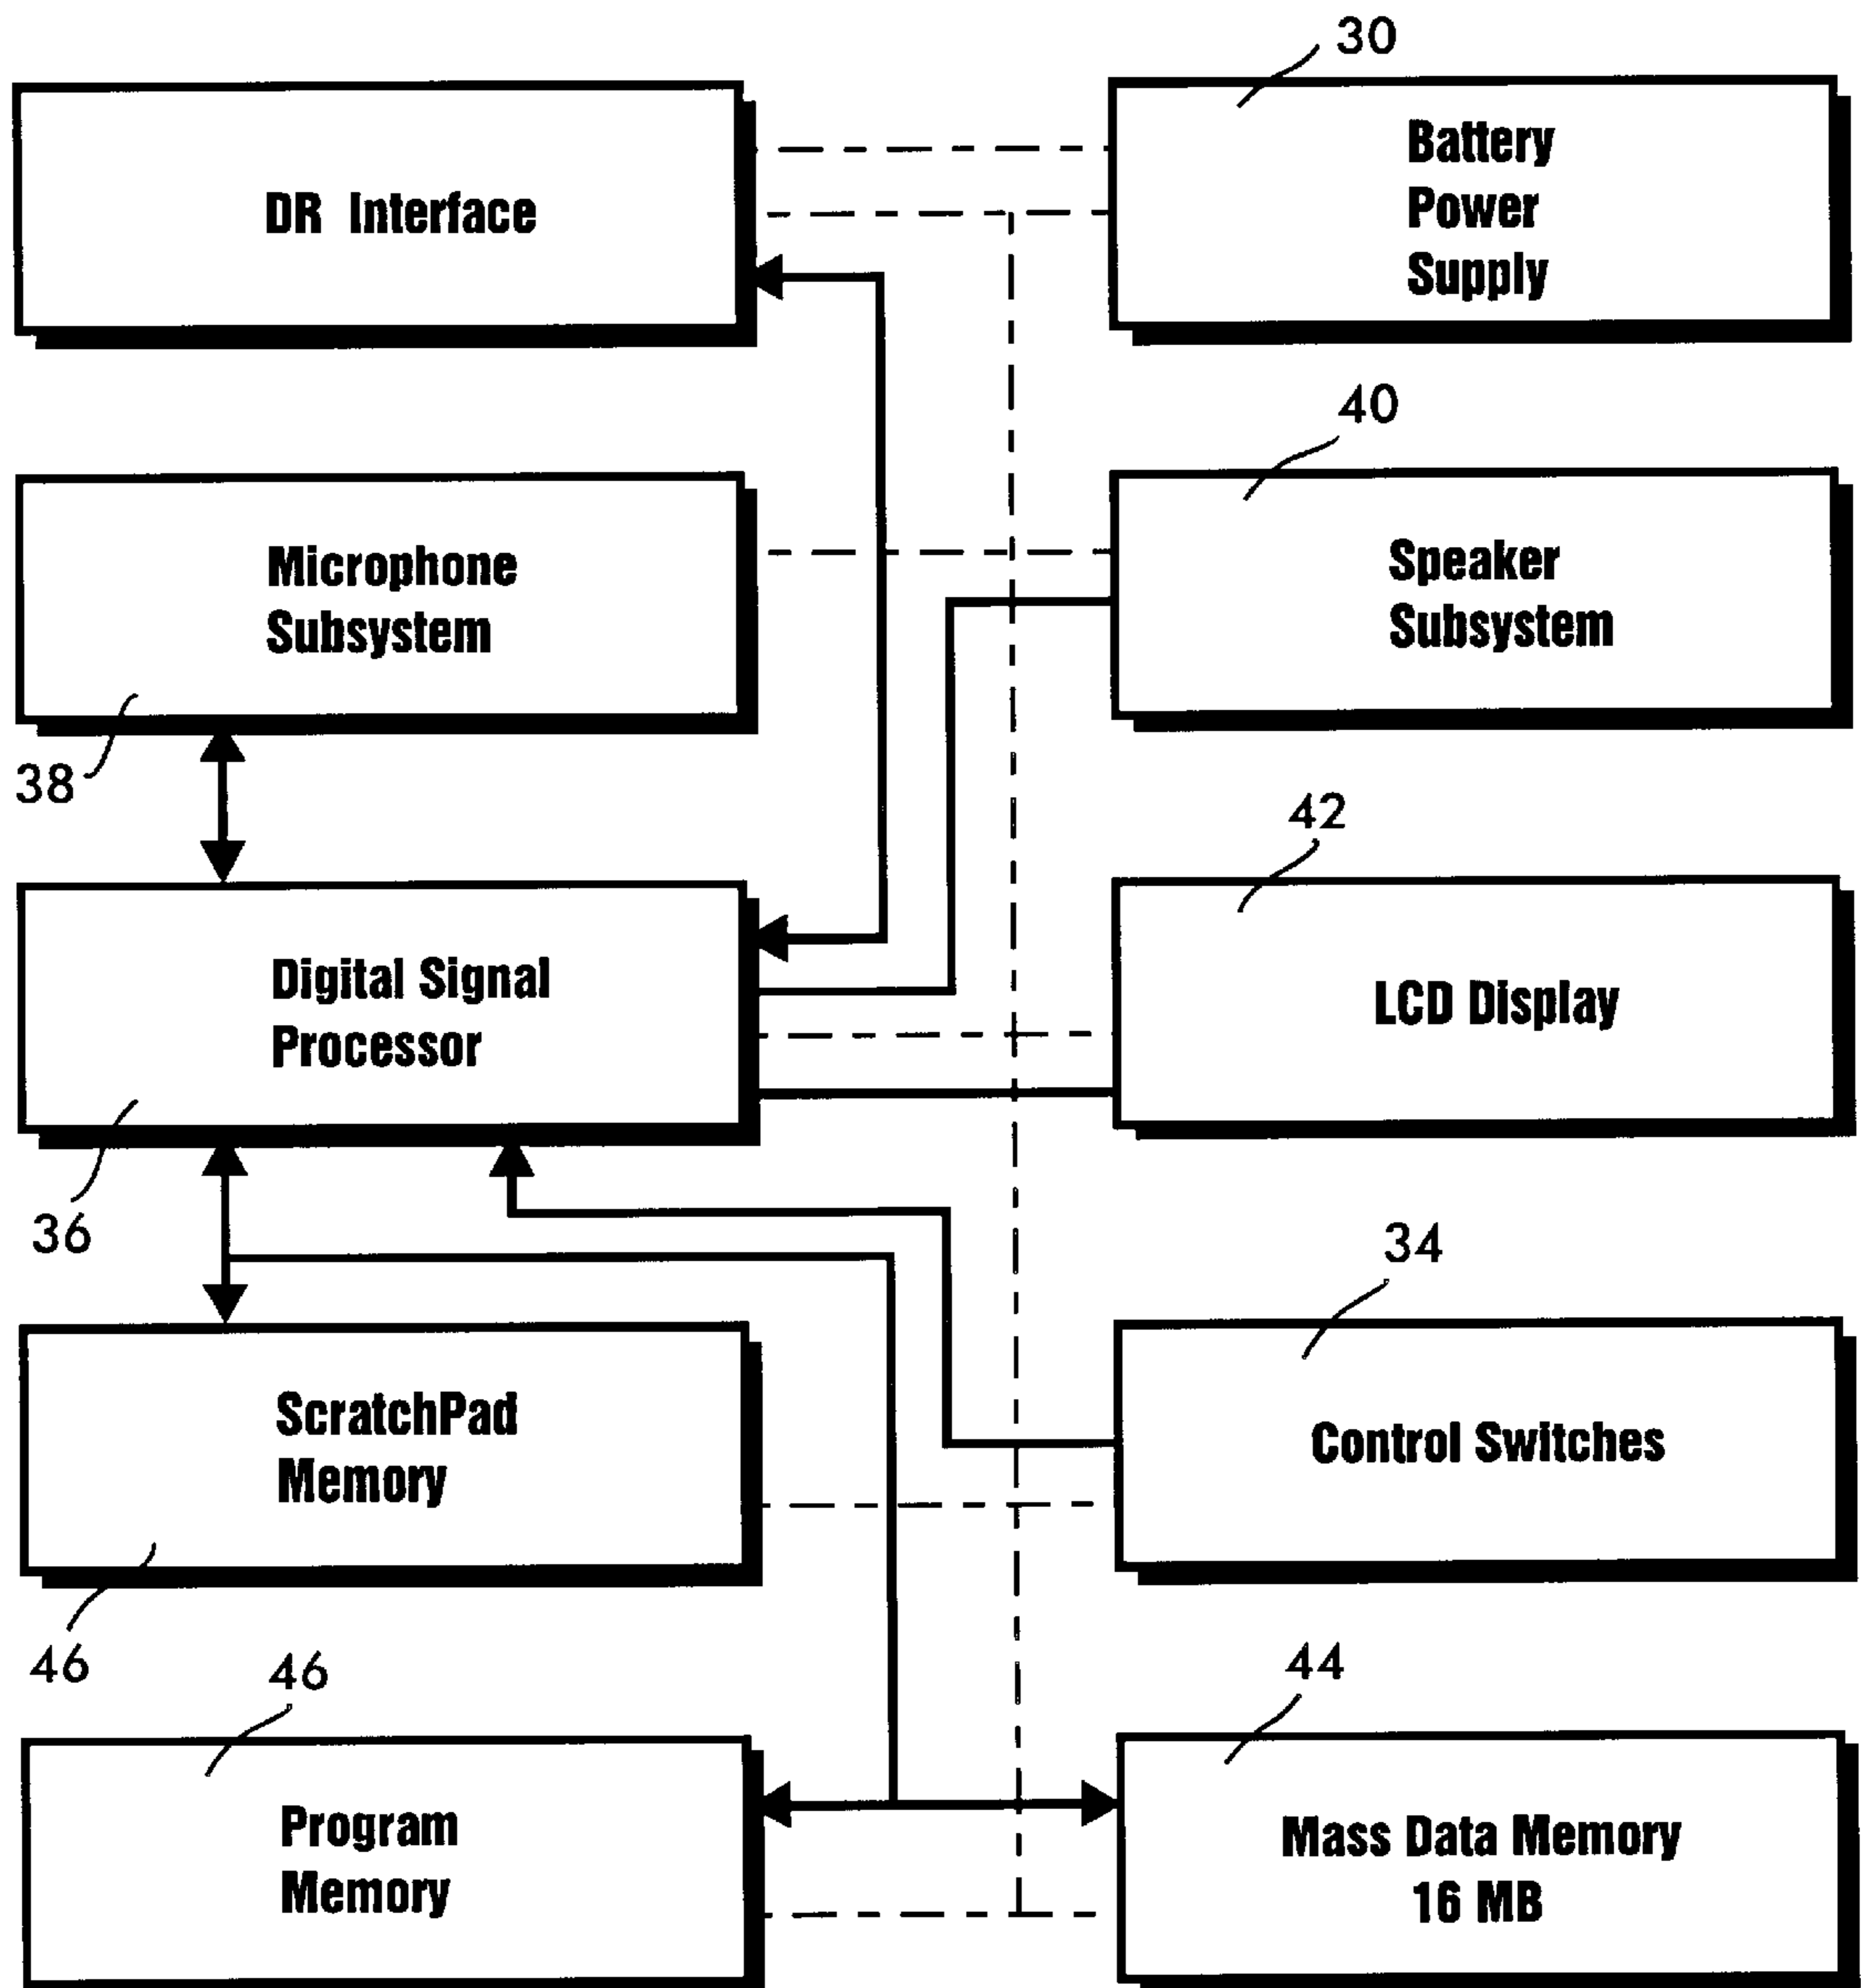 30
DR Interface
Battery
Power
Supply
40
Microphone
Subsystem
Speaker
Subsystem
38
42
Digital Signal
Processor
LCD Display
36
34
ScratchPad
Memory
Control Switches
46
46
44
Program
Memory
Mass Data Memory
16 MB